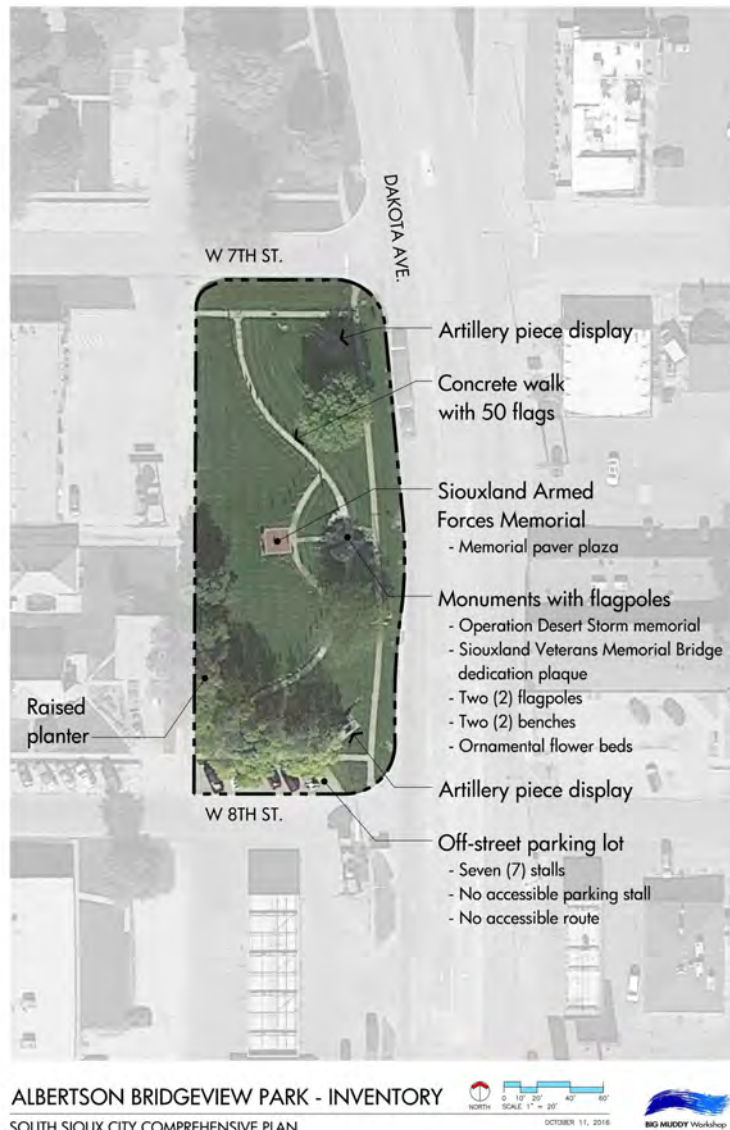 W 7TH ST.
DAKOTA AVE.
Artillery piece display
Concrete walk
with 50 flags
Siouxland Armed
Forces Memorial
- Memorial paver plaza
Monuments with flagpoles
- Operation Desert Storm memorial
- Siouxland Veterans Memorial Bridge
dedication plaque
- Two (2) flagpoles
- Two (2) benches
- Ornamental flower beds
Raised
planter
Artillery piece display
W 8TH ST.
Off-street parking lot
- Seven (7) stalls
- No accessible parking stall
- No accessible route
ALBERTSON BRIDGEVIEW PARK - INVENTORY
NORTH
0 10' 20' 40' 60'
SCALE 1" = 20'
SOUTH SIOUX CITY COMPREHENSIVE PLAN
OCTOBER 11, 2016
BIG MUDDY Workshop